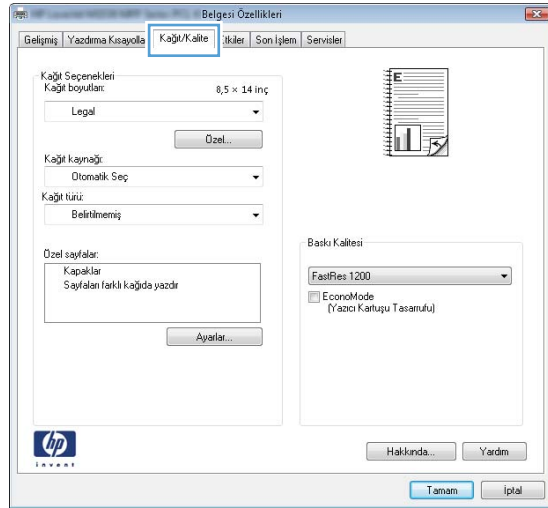 Belgesi Özellikleri
Gelişmiş Yazdırma Kısayolla Kağıt/Kalite tkiler Son İşlem Servisler
Kağıt Seçenekleri
Kağıt boyutları: 8,5 × 14 inç
Legal
Özel...
Kağıt kaynağı:
Otomatik Seç
Kağıt türü:
Belirtilmemiş
Özel sayfalar:
Kapaklar
Sayfaları farklı kağıda yazdır
Ayarlar...
E
Baskı Kalitesi
FastRes 1200
EconoMode
(Yazıcı Kartuşu Tasarrufu)
hp
invent
Hakkında... Yardım
Tamam İptal